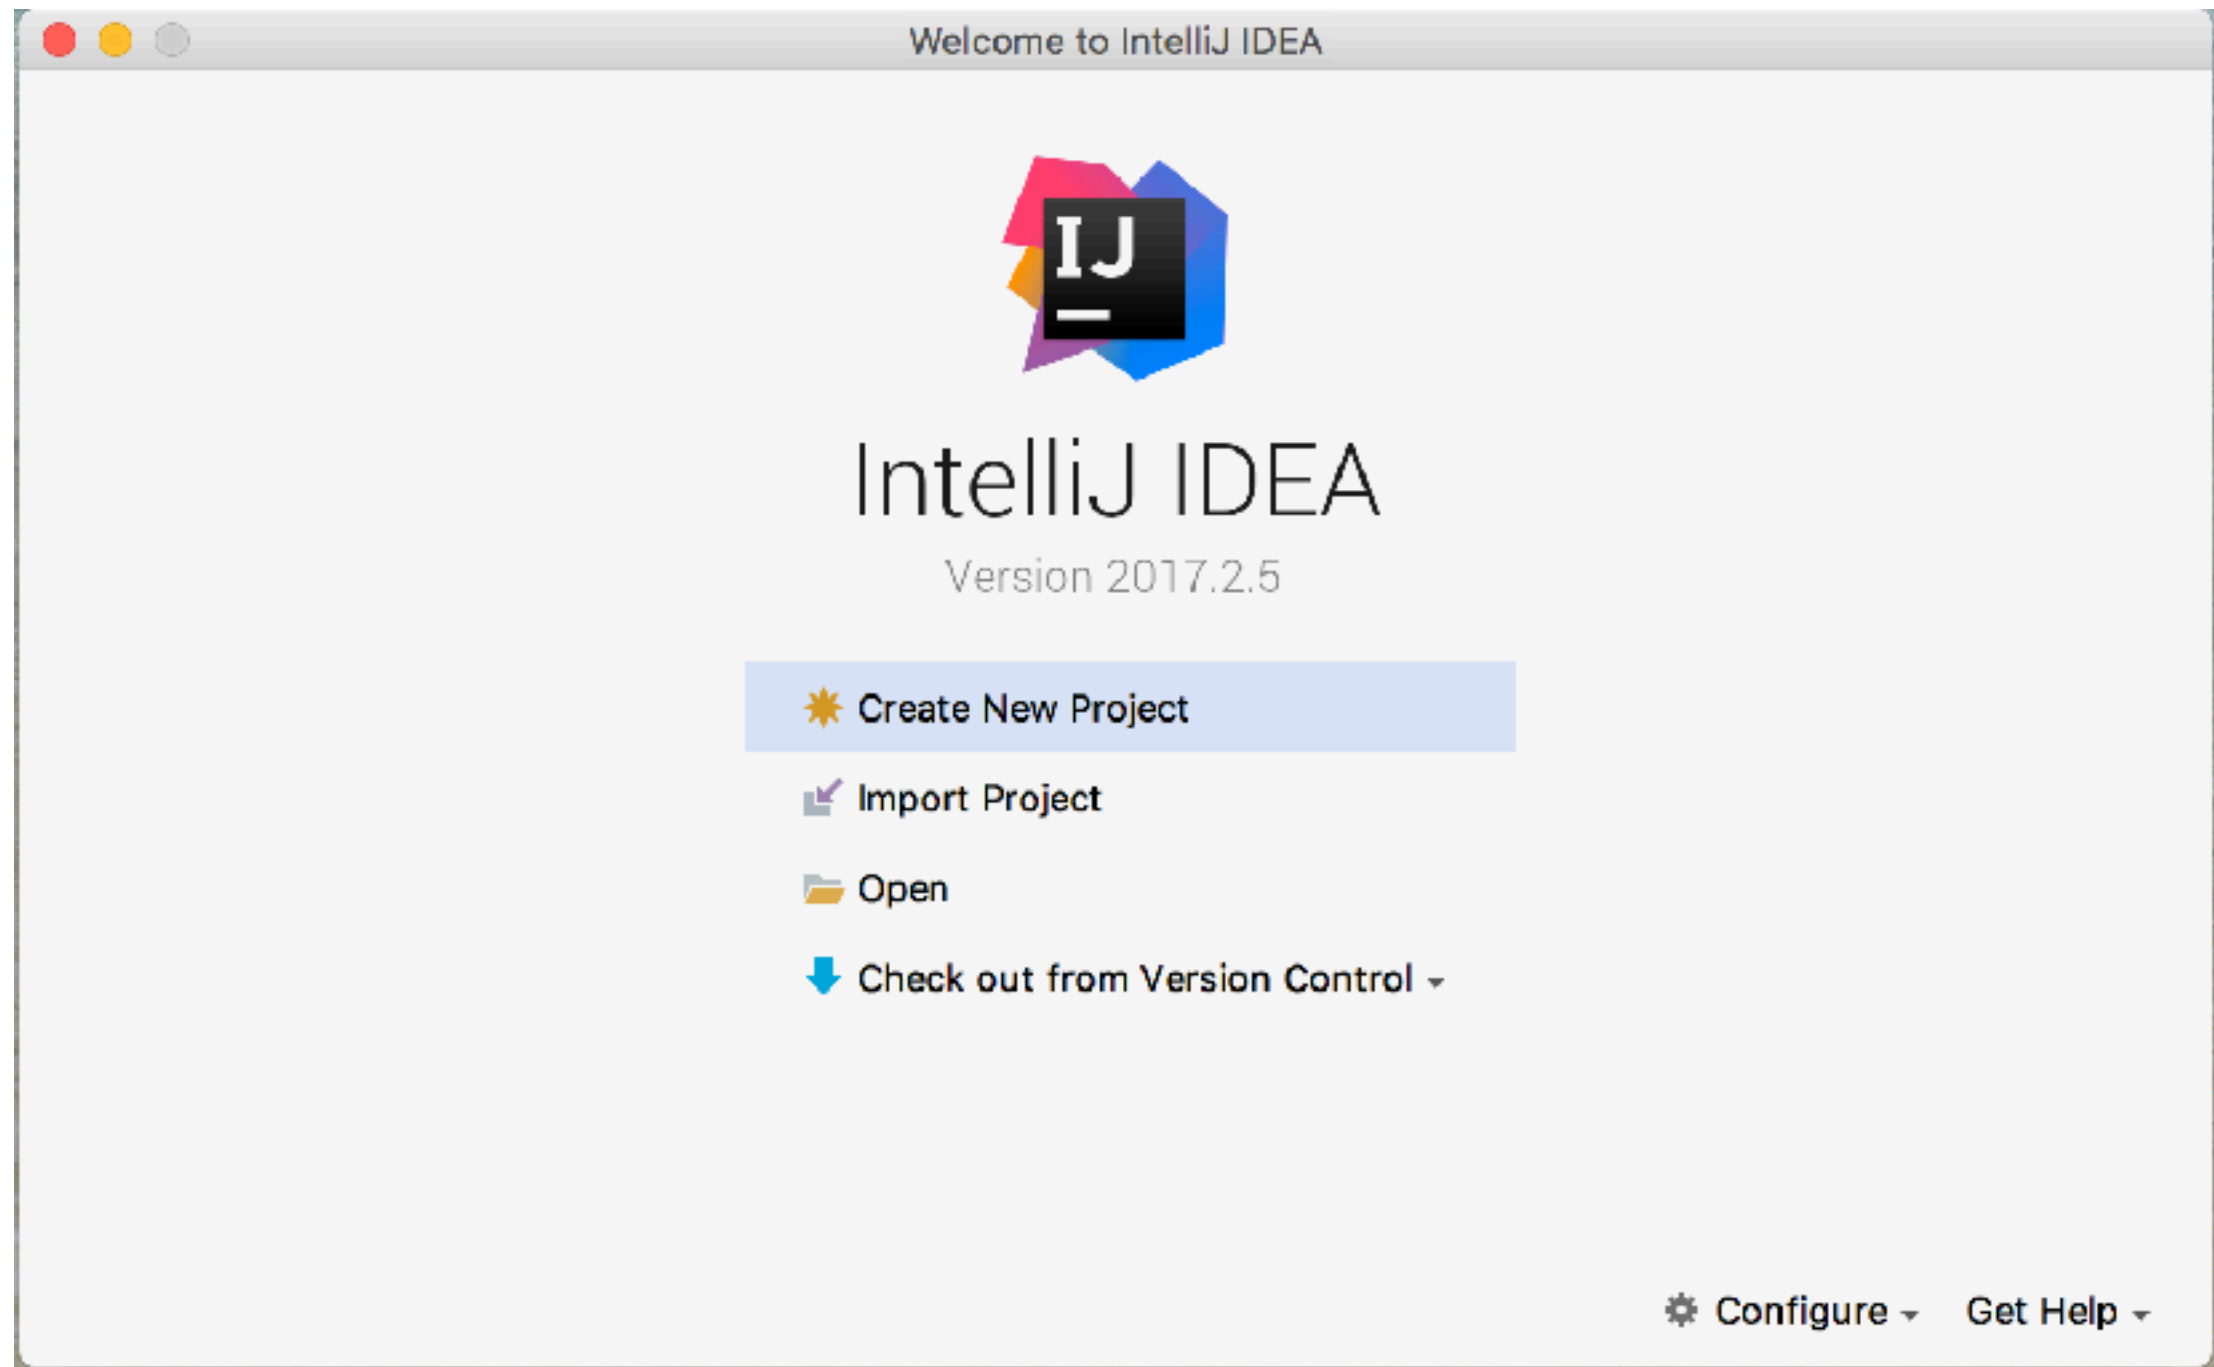 Welcome to IntelliJ IDEA
IJ
IntelliJ IDEA
Version 2017.2.5
Create New Project
Import Project
Open
Check out from Version Control
Configure
Get Help